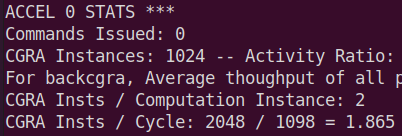 ACCEL 0 STATS ***
Commands Issued: 0
CGRA Instances: 1024 -- Activity Ratio:
For backcgra, Average thoughput of all p
CGRA Insts / Computation Instance: 2
CGRA Insts / Cycle: 2048 / 1098 = 1.865